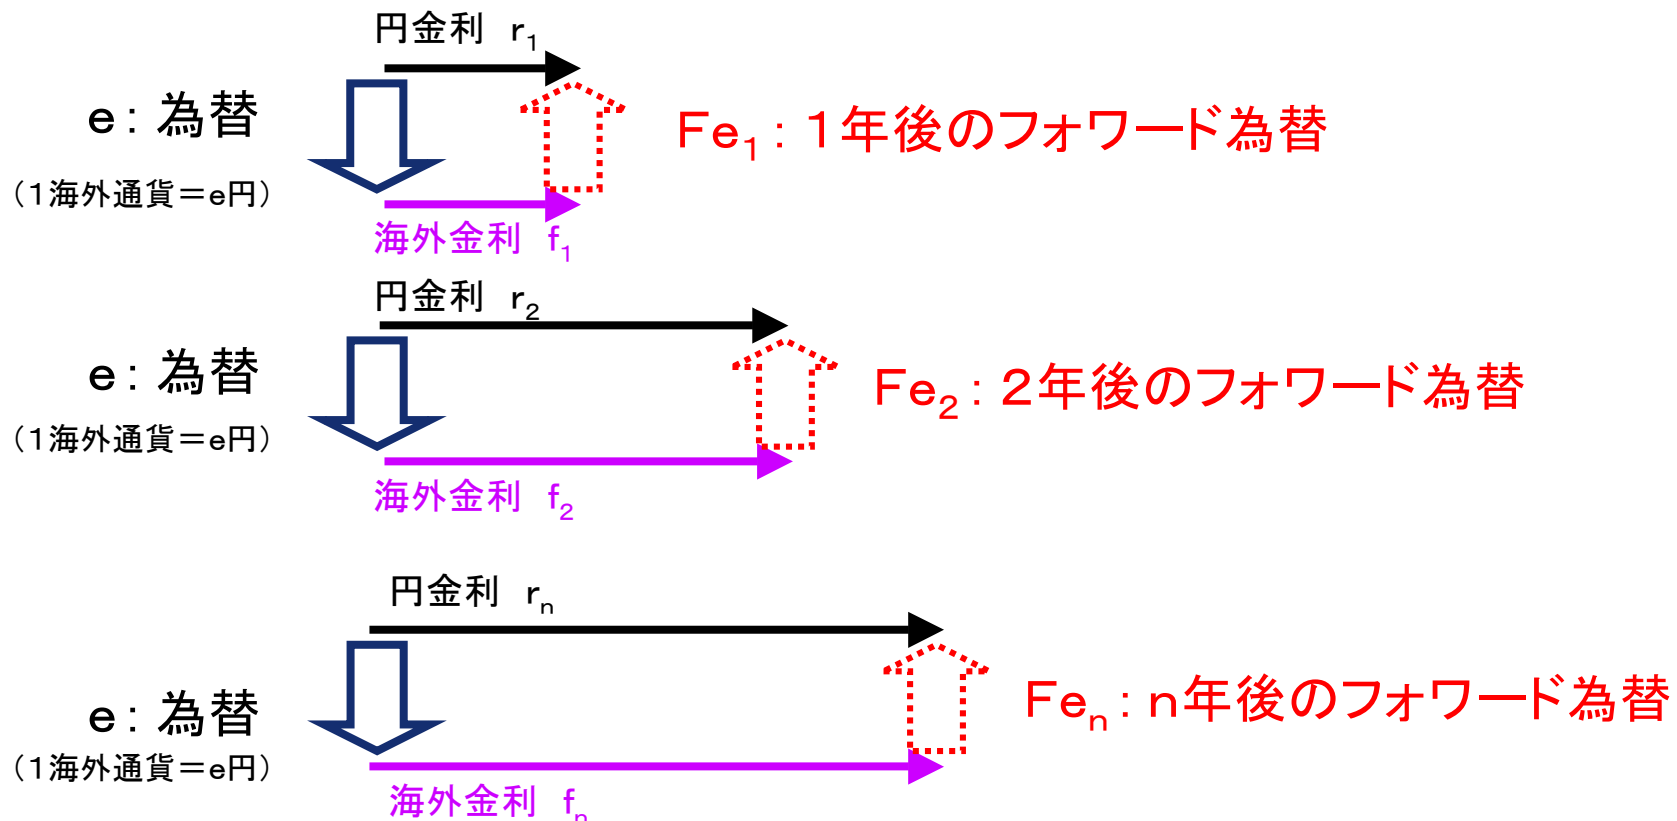 円金利 r₁
e：為替
Fe₁：１年後のフォワード為替
（１海外通貨＝e円）
海外金利 f₁
円金利 r₂
e：為替
Fe₂：２年後のフォワード為替
（１海外通貨＝e円）
海外金利 f₂
円金利 rₙ
e：為替
Feₙ：n年後のフォワード為替
（１海外通貨＝e円）
海外金利 fₙ